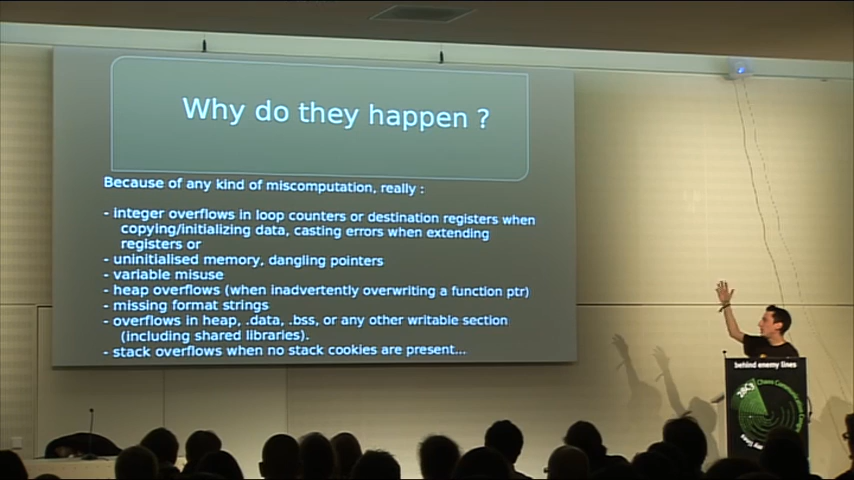 Why do they happen ?
Because of any kind of miscomputation, really :
- integer overflows in loop counters or destination registers when
copying/initializing data, casting errors when extending
registers or
- uninitialised memory, dangling pointers
- variable misuse
- heap overflows (when inadvertently overwriting a function ptr)
- missing format strings
- overflows in heap, .data, .bss, or any other writable section
(including shared libraries).
- stack overflows when no stack cookies are present...
behind enemy lines
28C3